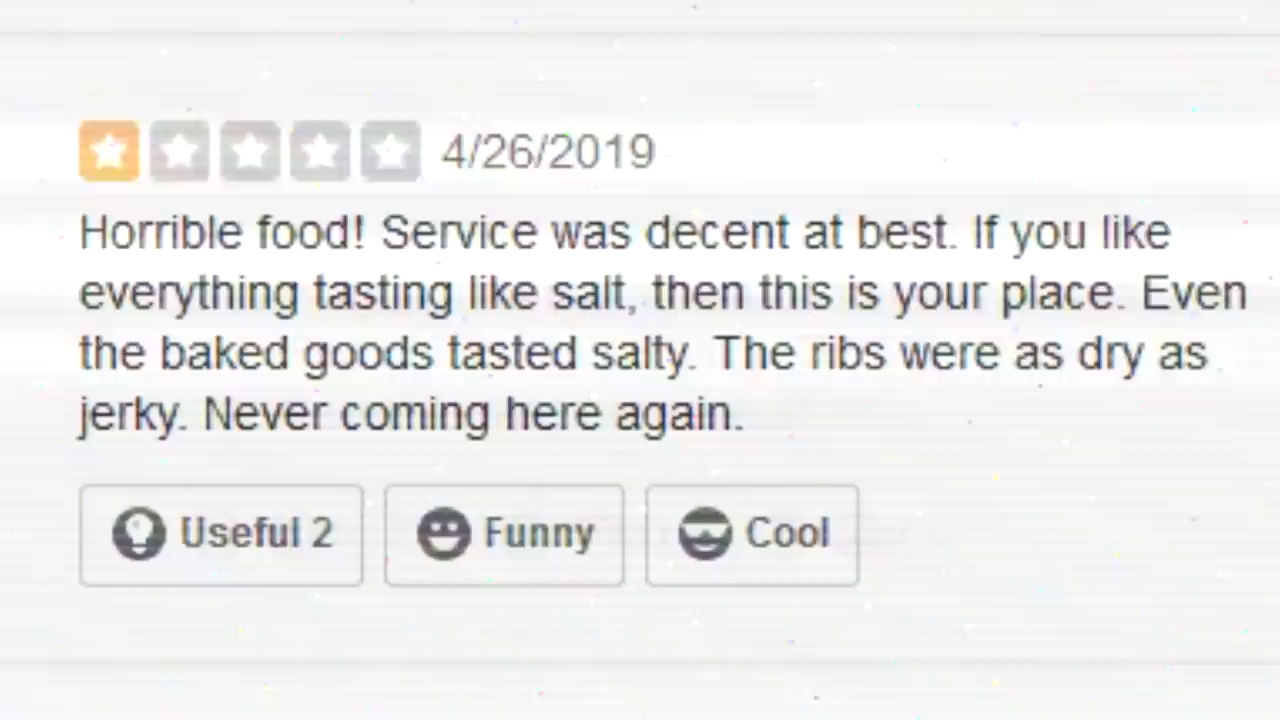 4/26/2019
Horrible food! Service was decent at best. If you like
everything tasting like salt, then this is your place. Even
the baked goods tasted salty. The ribs were as dry as
jerky. Never coming here again.
Useful 2 Funny Cool